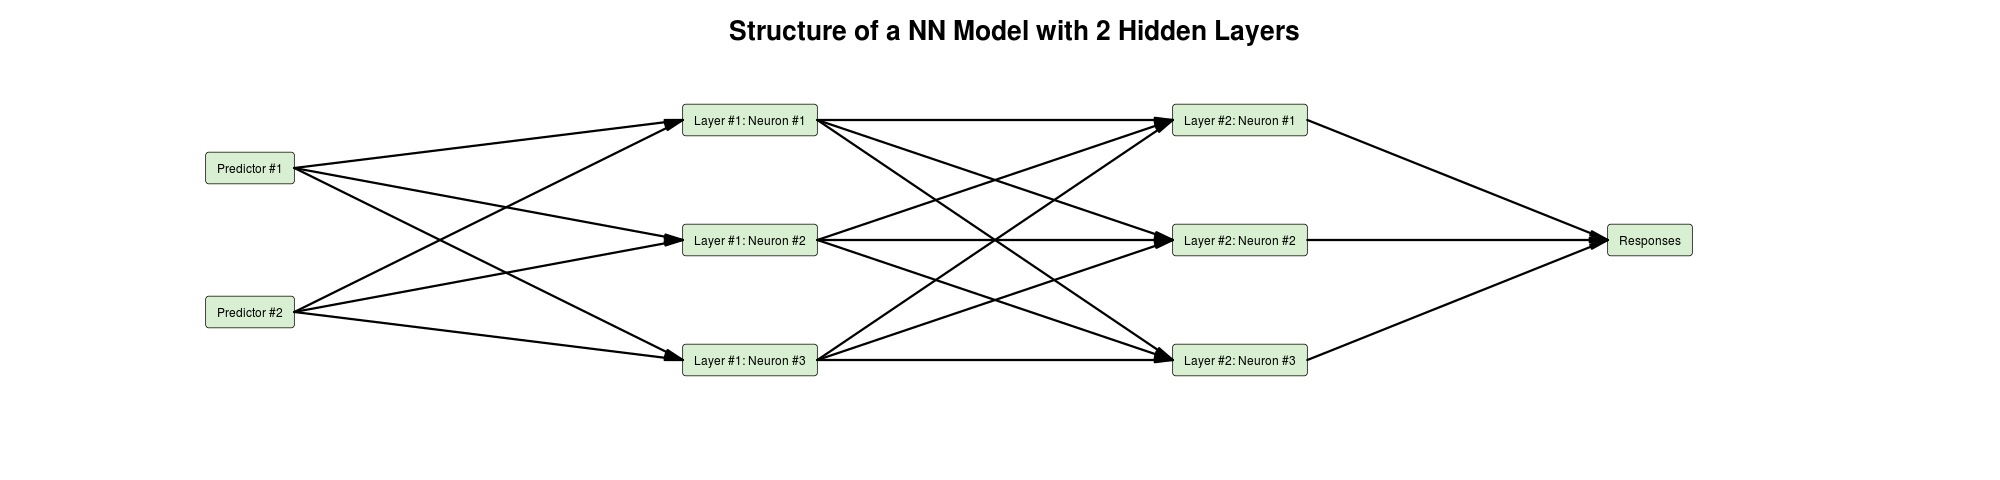 Structure of a NN Model with 2 Hidden Layers
Predictor #1
Predictor #2
Layer #1: Neuron #1
Layer #1: Neuron #2
Layer #1: Neuron #3
Layer #2: Neuron #1
Layer #2: Neuron #2
Layer #2: Neuron #3
Responses